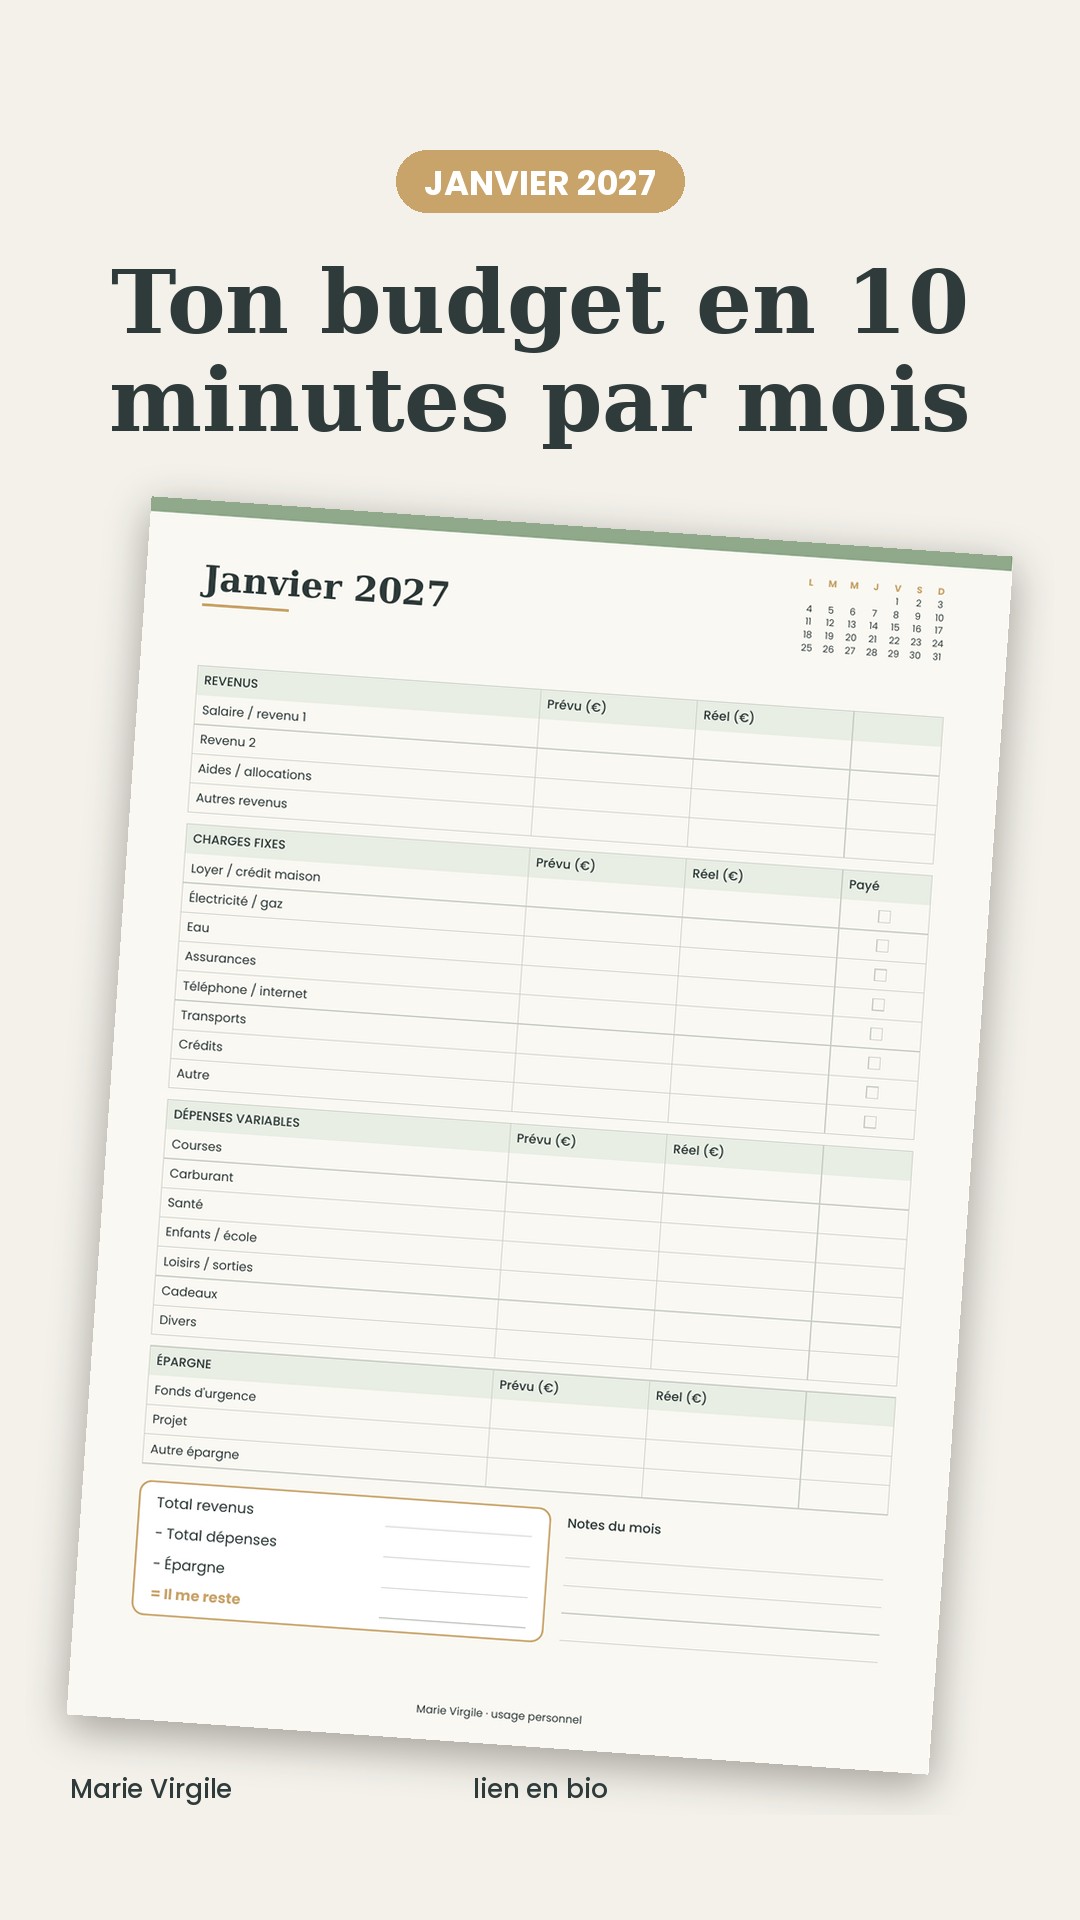 JANVIER 2027
Ton budget en 10
minutes par mois
Janvier 2027
L M M J V S D
1 2 3
4 5 6 7 8 9 10
11 12 13 14 15 16 17
18 19 20 21 22 23 24
25 26 27 28 29 30 31
REVENUS Prévu (€) Réel (€)
Salaire / revenu 1
Revenu 2
Aides / allocations
Autres revenus
CHARGES FIXES Prévu (€) Réel (€) Payé
Loyer / crédit maison
Électricité / gaz
Eau
Assurances
Téléphone / internet
Transports
Crédits
Autre
DÉPENSES VARIABLES Prévu (€) Réel (€)
Courses
Carburant
Santé
Enfants / école
Loisirs / sorties
Cadeaux
Divers
ÉPARGNE Prévu (€) Réel (€)
Fonds d'urgence
Projet
Autre épargne
Total revenus
- Total dépenses
- Épargne
= Il me reste
Notes du mois
Marie Virgile · usage personnel
Marie Virgile lien en bio